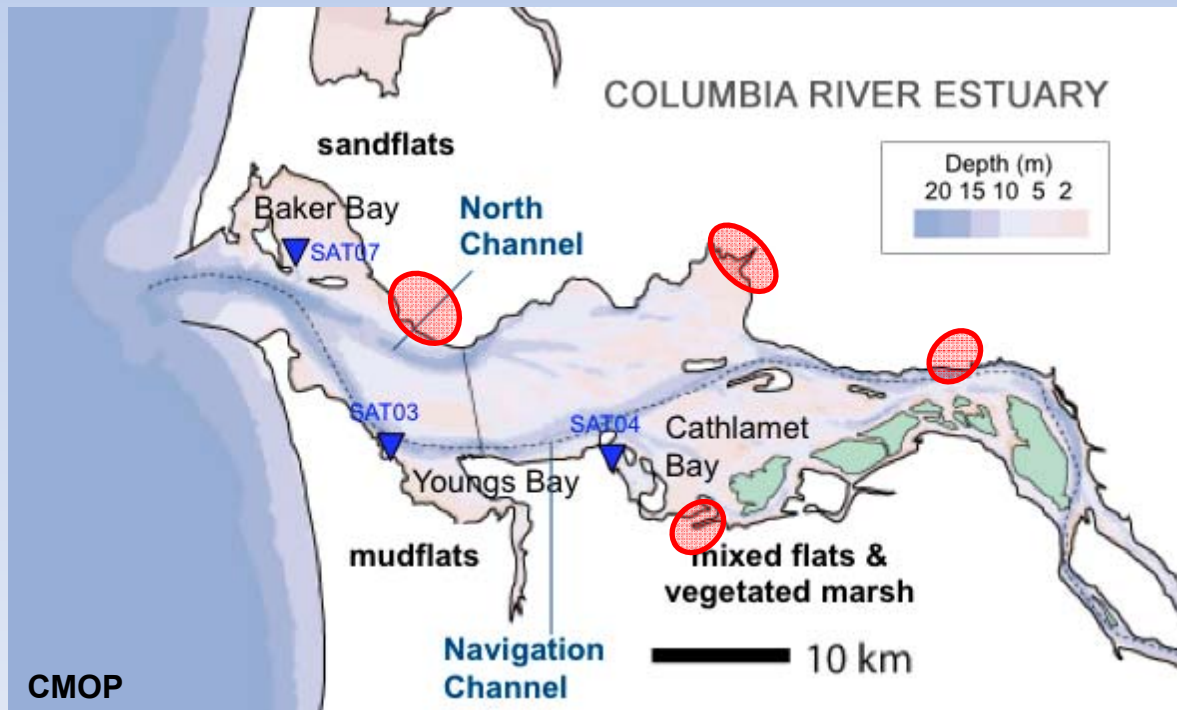 COLUMBIA RIVER ESTUARY
Depth (m)
20 15 10 5 2
sandflats
Baker Bay
SAT07
North
Channel
SAT03
SAT04
Cathlamet
Bay
Youngs Bay
mudflats
mixed flats &
vegetated marsh
Navigation
Channel
10 km
CMOP